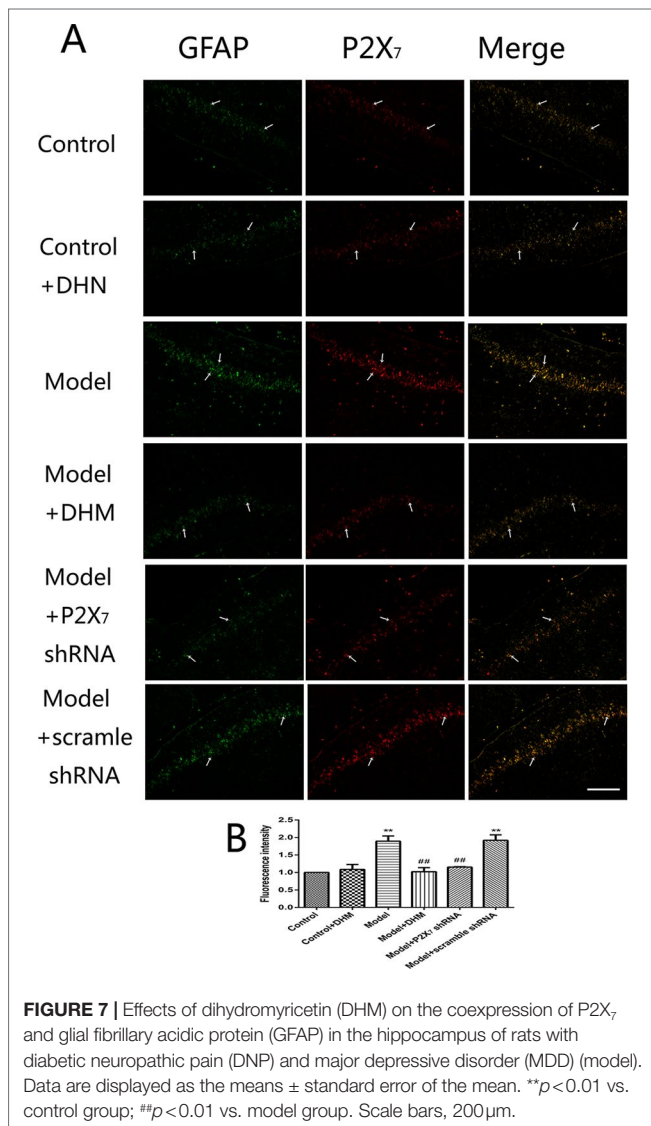 A
GFAP P2X₇ Merge
Control
Control
+DHN
Model
Model
+DHM
Model
+P2X₇
shRNA
Model
+scramle
shRNA
B
Fluorescence intensity
2.5
2.0
1.5
1.0
0.5
0.0
**
##
##
**
Control
Control+DHM
Model
Model+DHM
Model+P2X₇ shRNA
Model+scramble shRNA
FIGURE 7 | Effects of dihydromyricetin (DHM) on the coexpression of P2X₇
and glial fibrillary acidic protein (GFAP) in the hippocampus of rats with
diabetic neuropathic pain (DNP) and major depressive disorder (MDD) (model).
Data are displayed as the means ± standard error of the mean. **p<0.01 vs.
control group; ##p<0.01 vs. model group. Scale bars, 200μm.